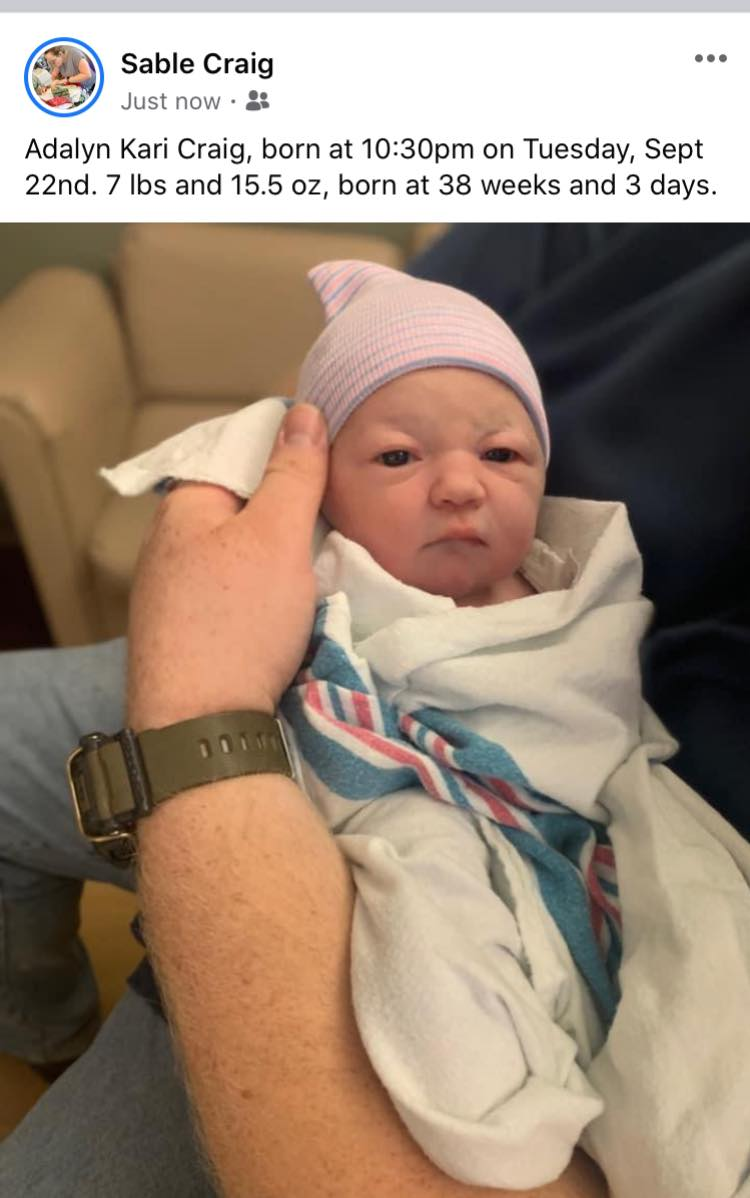 Sable Craig
Just now ·
Adalyn Kari Craig, born at 10:30pm on Tuesday, Sept
22nd. 7 lbs and 15.5 oz, born at 38 weeks and 3 days.